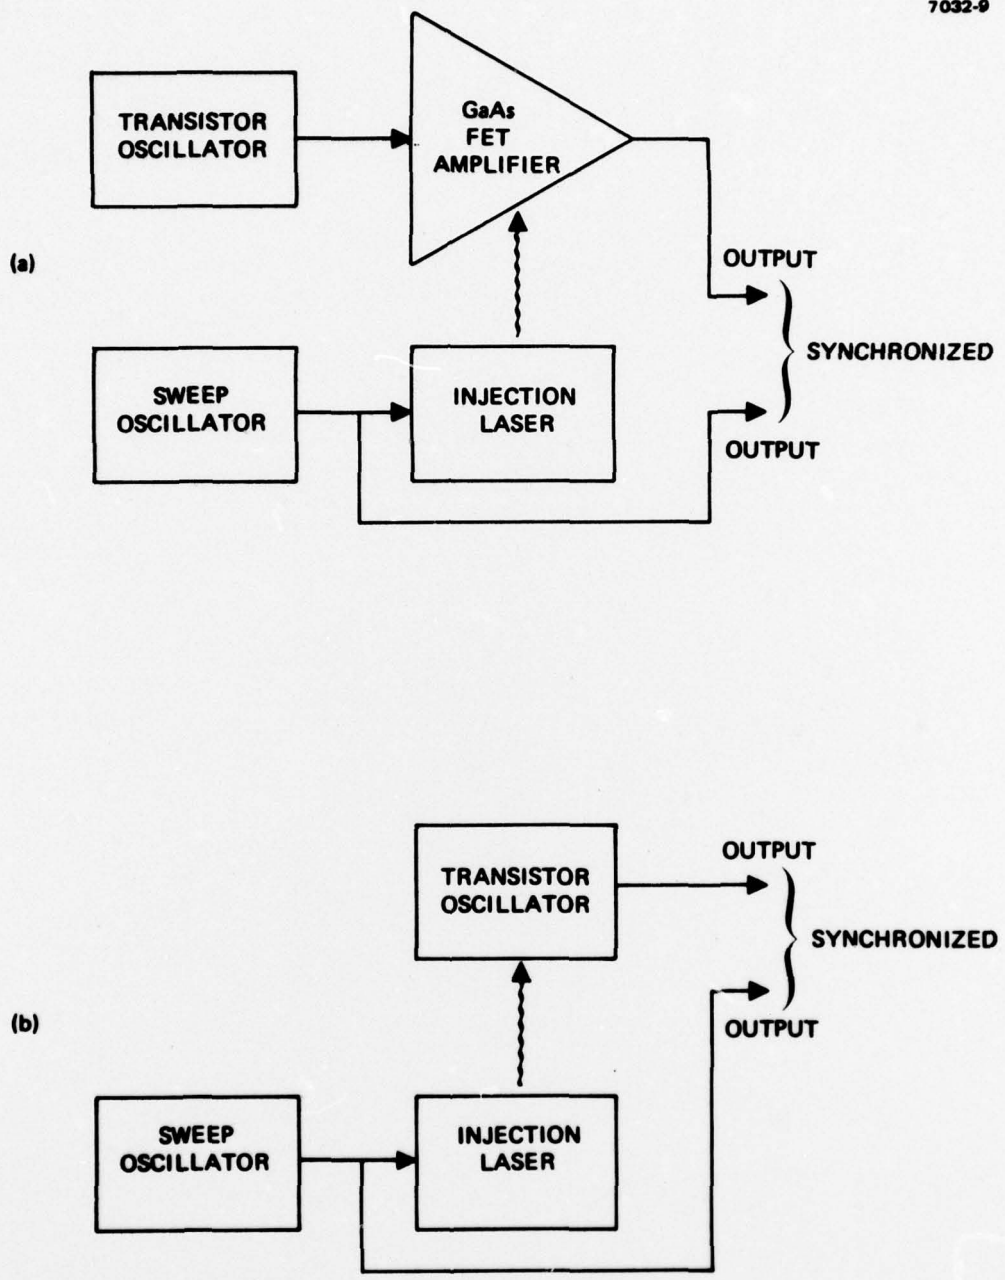 7032-9
TRANSISTOR
OSCILLATOR
GaAs
FET
AMPLIFIER
(a)
OUTPUT
SYNCHRONIZED
SWEEP
OSCILLATOR
INJECTION
LASER
OUTPUT
TRANSISTOR
OSCILLATOR
OUTPUT
SYNCHRONIZED
(b)
OUTPUT
SWEEP
OSCILLATOR
INJECTION
LASER